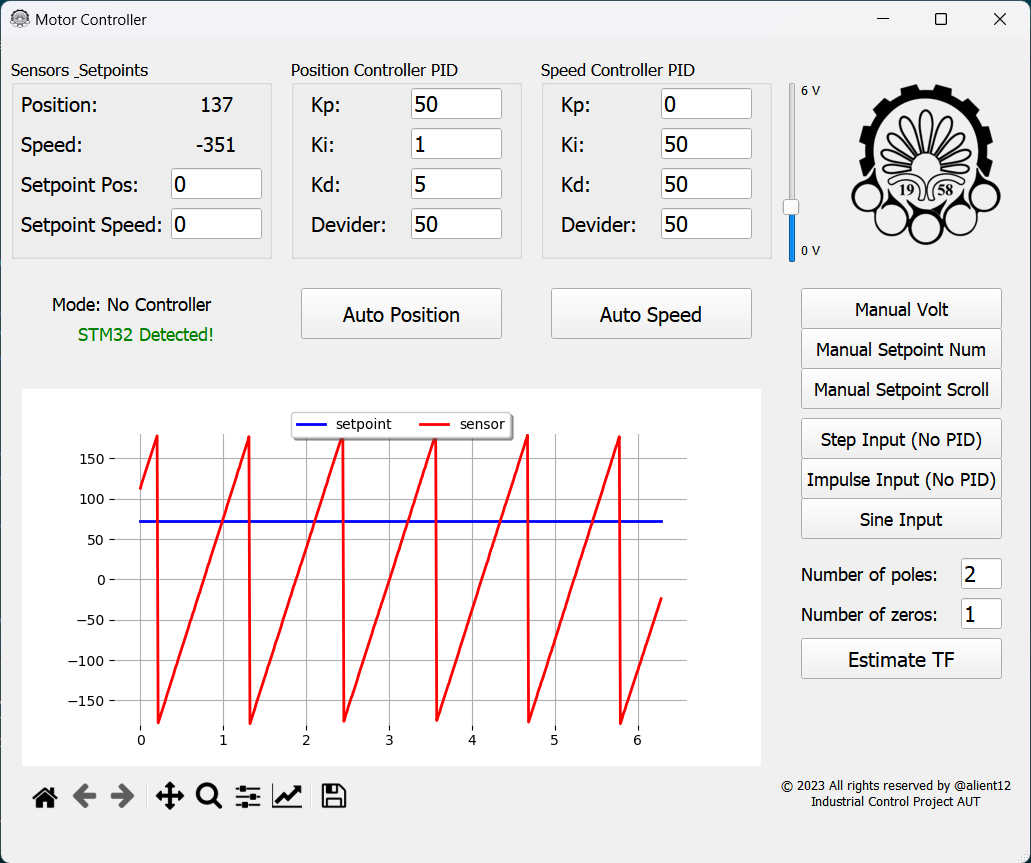 Motor Controller
Sensors _Setpoints
Position: 137
Speed: -351
Setpoint Pos: 0
Setpoint Speed: 0
Position Controller PID
Kp: 50
Ki: 1
Kd: 5
Devider: 50
Speed Controller PID
Kp: 0
Ki: 50
Kd: 50
Devider: 50
6 V
0 V
19 58
Mode: No Controller
STM32 Detected!
Auto Position
Auto Speed
Manual Volt
Manual Setpoint Num
Manual Setpoint Scroll
Step Input (No PID)
Impulse Input (No PID)
Sine Input
Number of poles: 2
Number of zeros: 1
Estimate TF
setpoint sensor
150
100
50
0
−50
−100
−150
0 1 2 3 4 5 6
© 2023 All rights reserved by @alient12
Industrial Control Project AUT